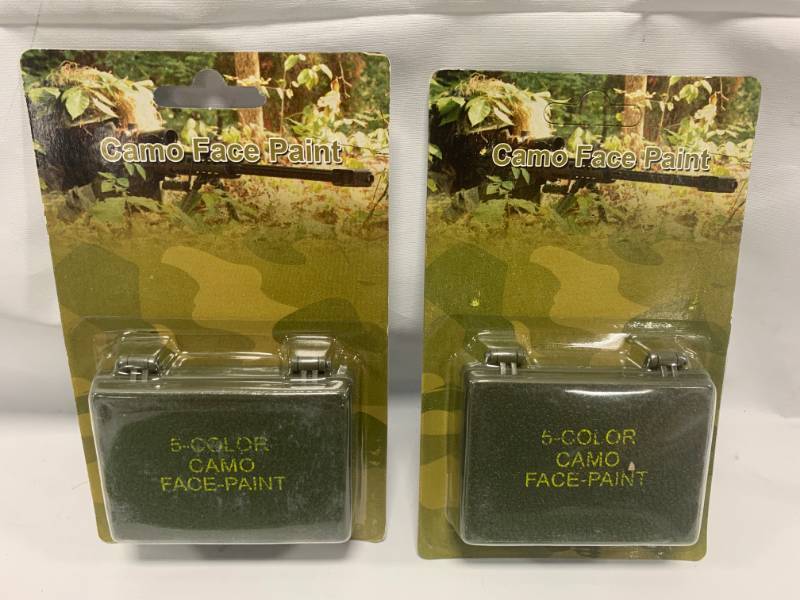 Camo Face Paint
5-COLOR
CAMO
FACE-PAINT
Camo Face Paint
5-COLOR
CAMO
FACE-PAINT